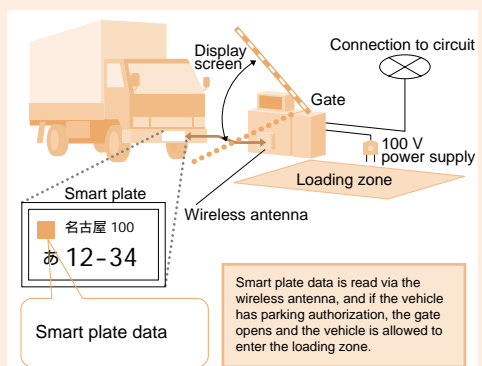 Display
screen
Connection to circuit
Gate
100 V
power supply
Loading zone
Smart plate
Wireless antenna
名古屋 100
あ 12-34
Smart plate data
Smart plate data is read via the
wireless antenna, and if the vehicle
has parking authorization, the gate
opens and the vehicle is allowed to
enter the loading zone.